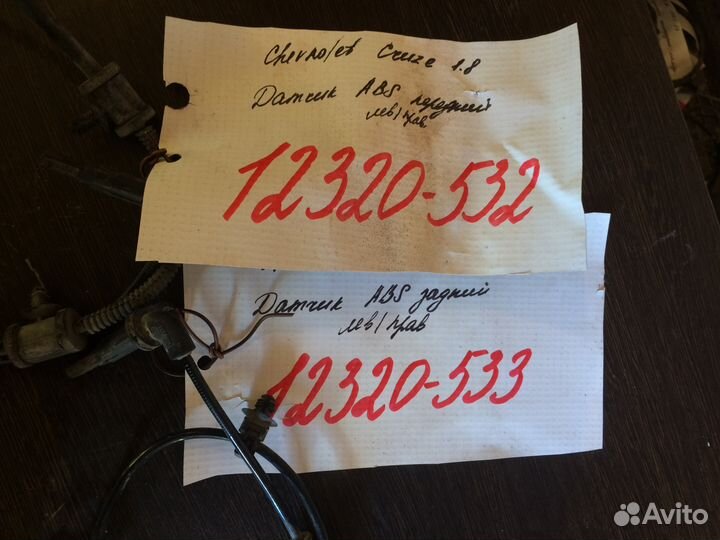 Chevrolet Cruze 1.8
Датчик ABS передний
лев/прав
12320-532
Датчик ABS задний
лев/прав
12320-533
Avito